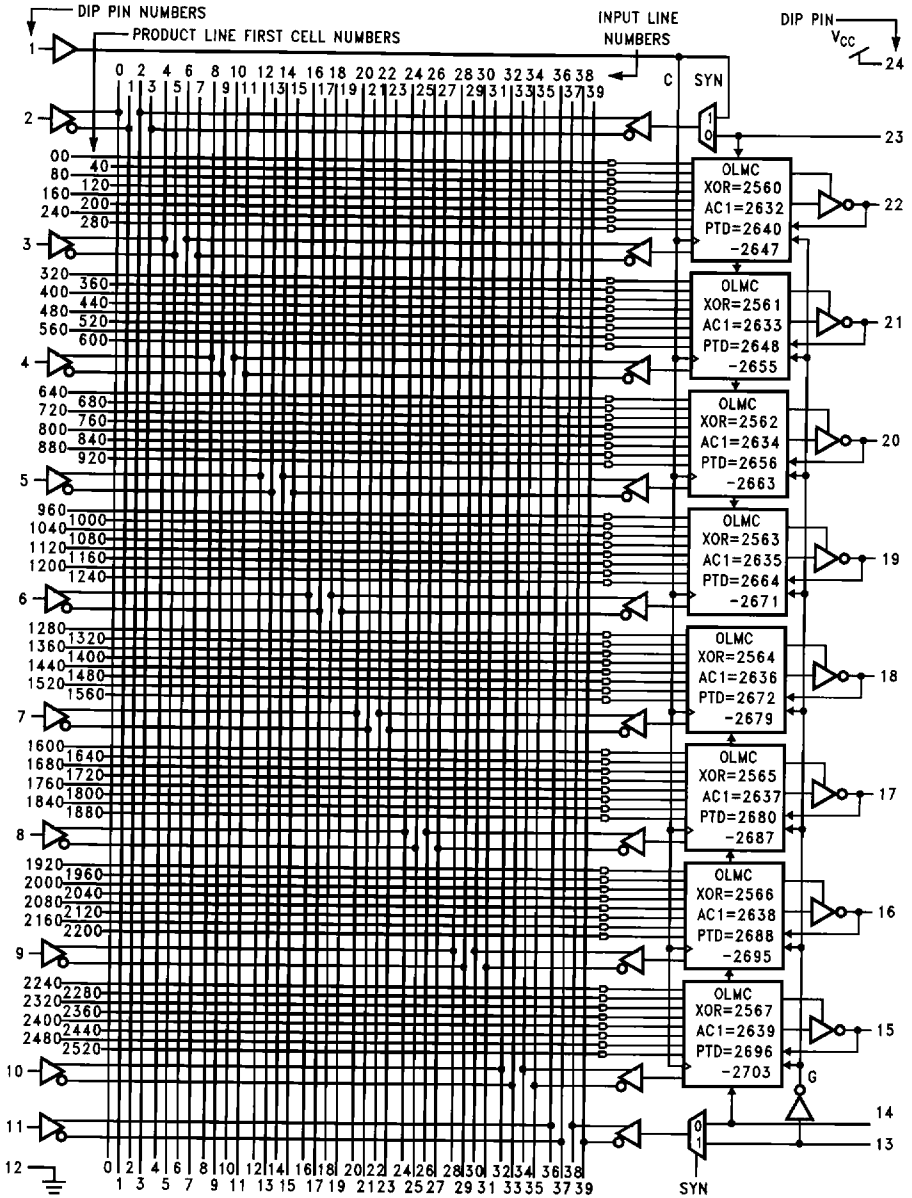 DIP PIN NUMBERS
INPUT LINE NUMBERS
DIP PIN
PRODUCT LINE FIRST CELL NUMBERS
VCC
24
1
0 2 4 6 8 10 12 14 16 18 20 22 24 26 28 30 32 34 36 38
1 3 5 7 9 11 13 15 17 19 21 23 25 27 29 31 33 35 37 39
C SYN
2
1
0
23
00
40
80
120
160
200
240
280
OLMC
XOR=2560
AC1=2632
PTD=2640
-2647
22
3
320
360
400
440
480
520
560
600
OLMC
XOR=2561
AC1=2633
PTD=2648
-2655
21
4
640
680
720
760
800
840
880
920
OLMC
XOR=2562
AC1=2634
PTD=2656
-2663
20
5
960
1000
1040
1080
1120
1160
1200
1240
OLMC
XOR=2563
AC1=2635
PTD=2664
-2671
19
6
1280
1320
1360
1400
1440
1480
1520
1560
OLMC
XOR=2564
AC1=2636
PTD=2672
-2679
18
7
1600
1640
1680
1720
1760
1800
1840
1880
OLMC
XOR=2565
AC1=2637
PTD=2680
-2687
17
8
1920
1960
2000
2040
2080
2120
2160
2200
OLMC
XOR=2566
AC1=2638
PTD=2688
-2695
16
9
2240
2280
2320
2360
2400
2440
2480
2520
OLMC
XOR=2567
AC1=2639
PTD=2696
-2703
15
10
G
11
0
1
14
13
12
0 2 4 6 8 10 12 14 16 18 20 22 24 26 28 30 32 34 36 38
1 3 5 7 9 11 13 15 17 19 21 23 25 27 29 31 33 35 37 39
SYN